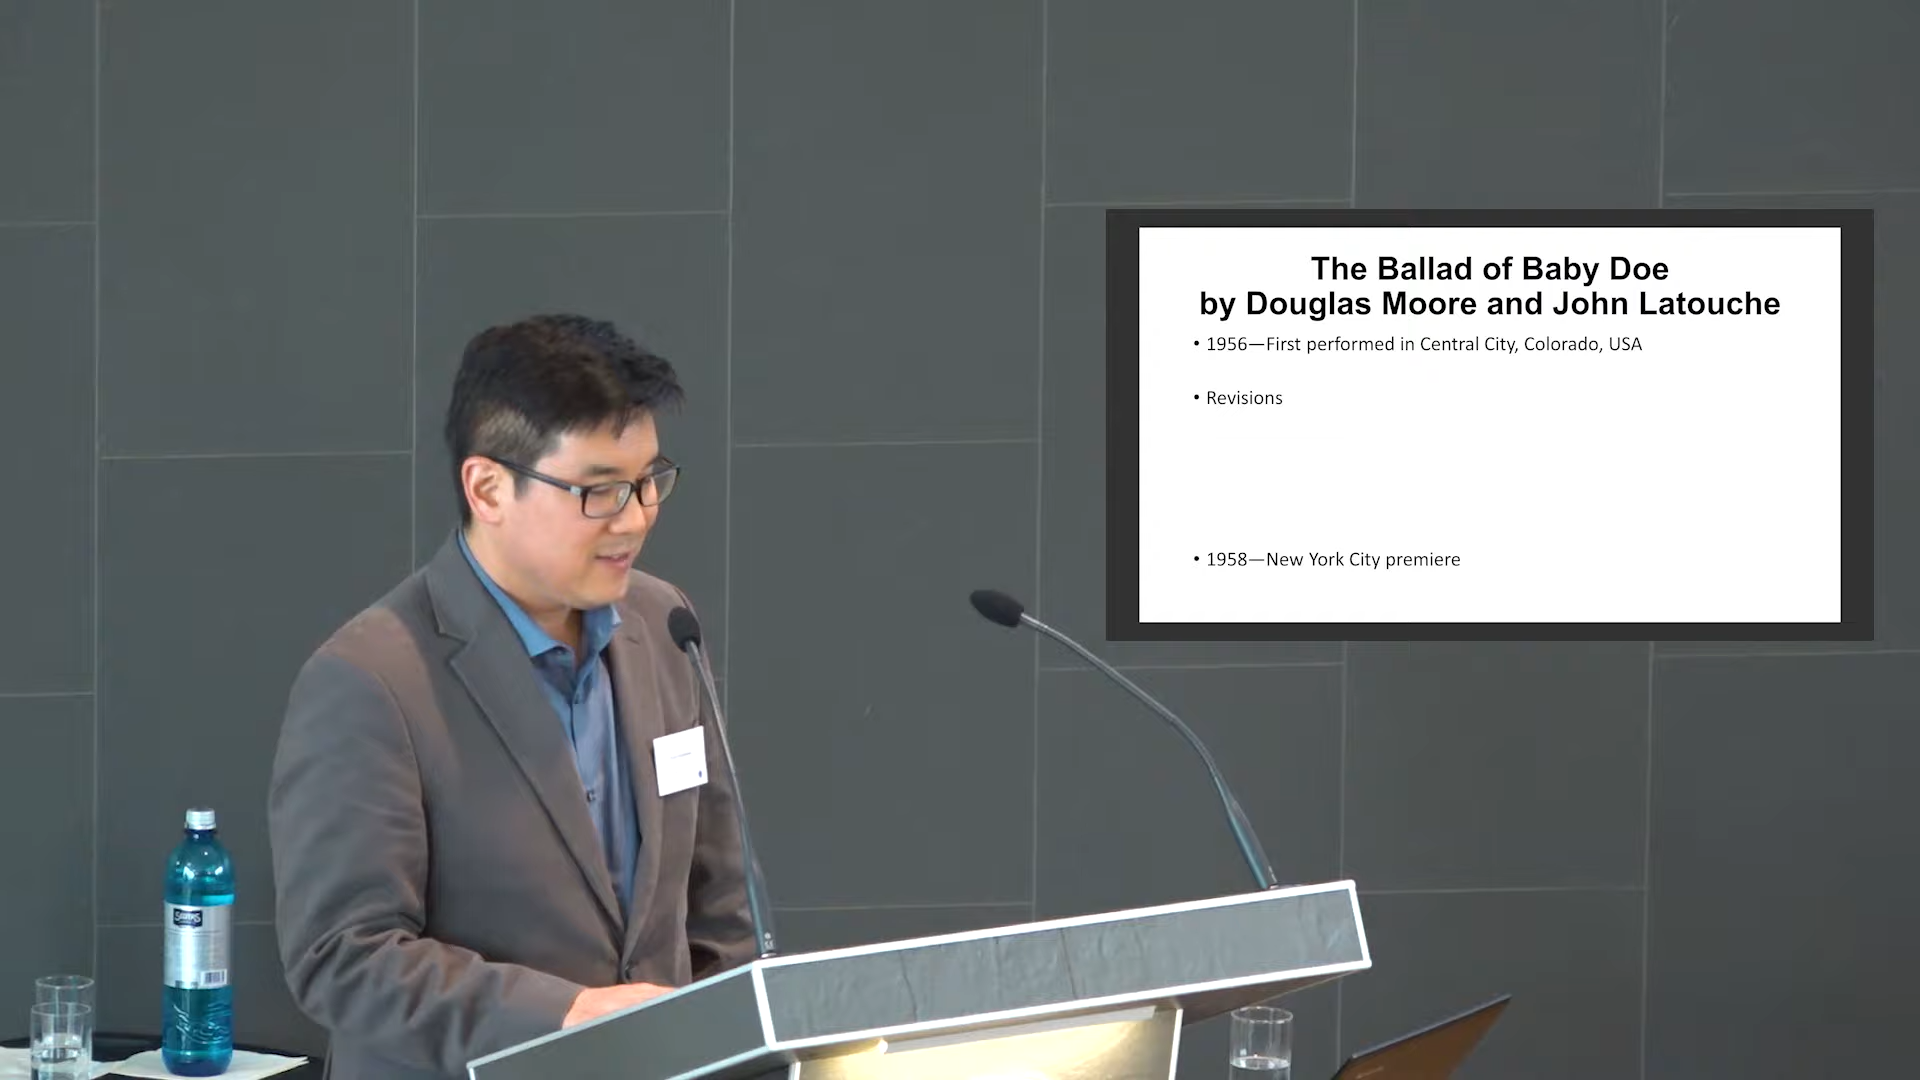 The Ballad of Baby Doe
by Douglas Moore and John Latouche
• 1956—First performed in Central City, Colorado, USA
• Revisions
• 1958—New York City premiere